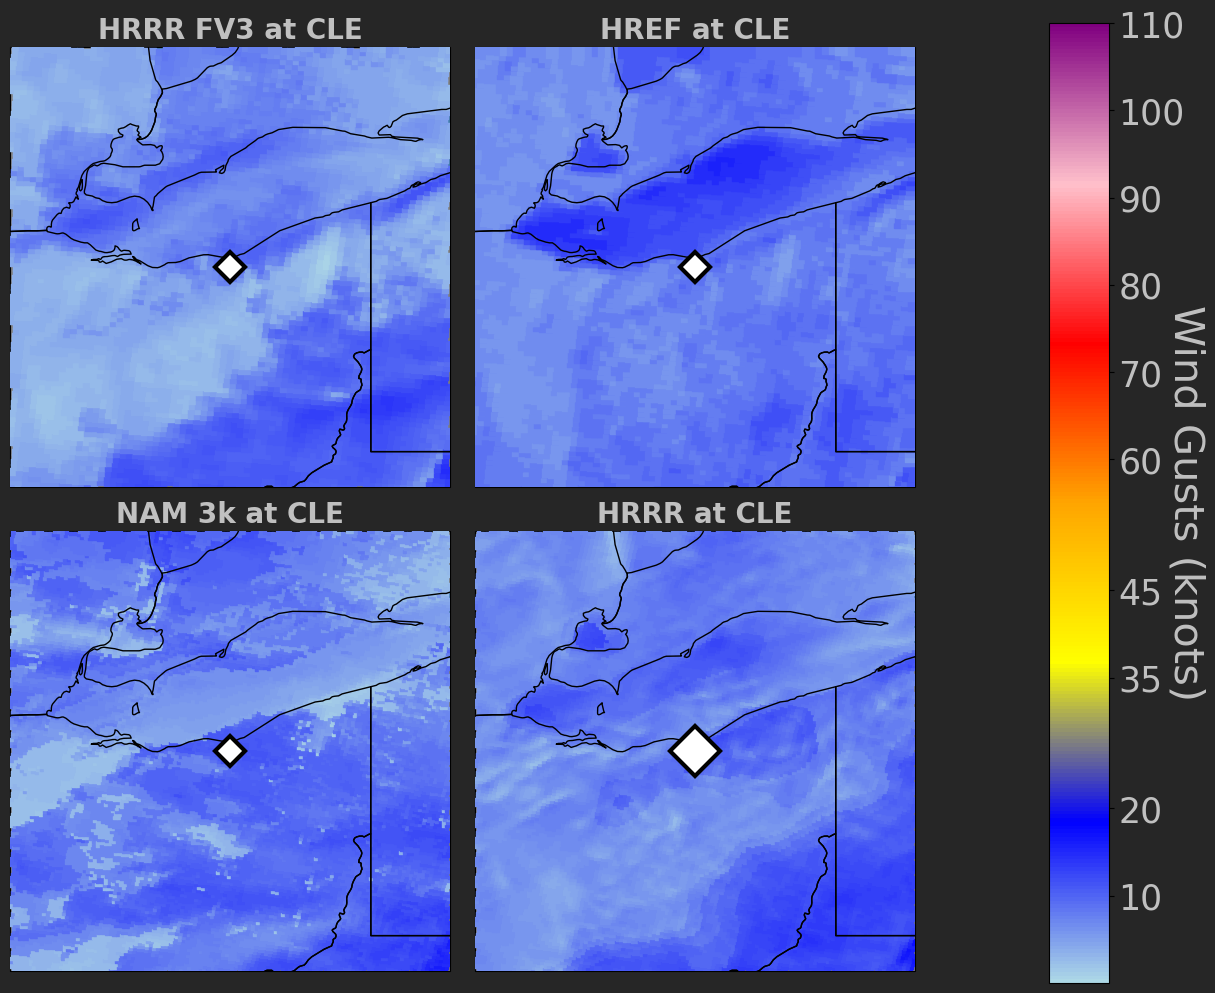 HRRR FV3 at CLE
HREF at CLE
NAM 3k at CLE
HRRR at CLE
110
100
90
80
70
60
45
35
20
10
Wind Gusts (knots)